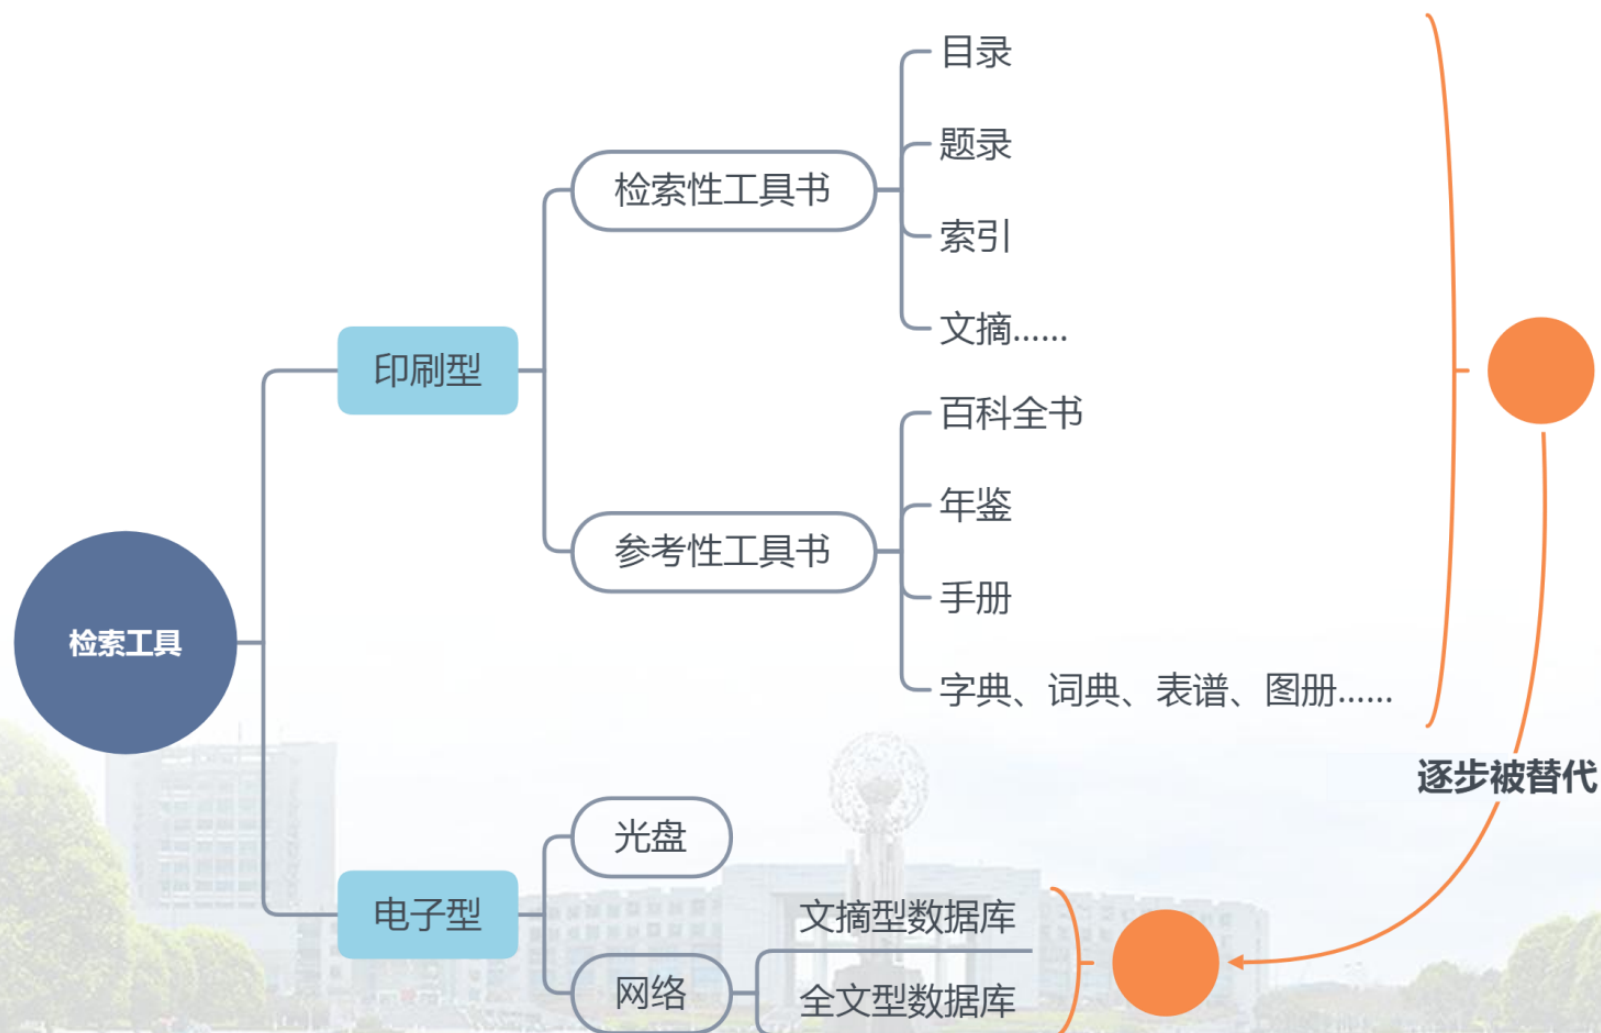 目录
题录
检索性工具书
索引
文摘……
印刷型
百科全书
年鉴
参考性工具书
手册
检索工具
字典、词典、表谱、图册……
逐步被替代
光盘
电子型
文摘型数据库
网络
全文型数据库